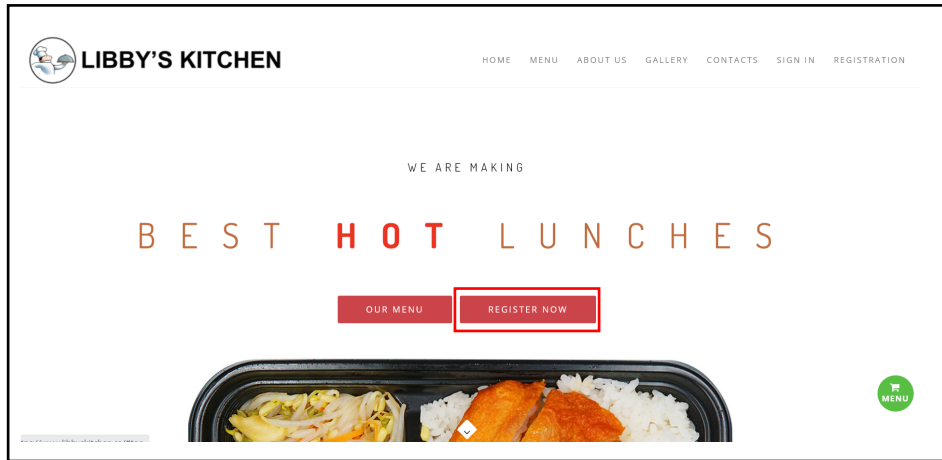 LIBBY'S KITCHEN
HOME MENU ABOUT US GALLERY CONTACTS SIGN IN REGISTRATION
WE ARE MAKING
BEST HOT LUNCHES
OUR MENU REGISTER NOW
MENU